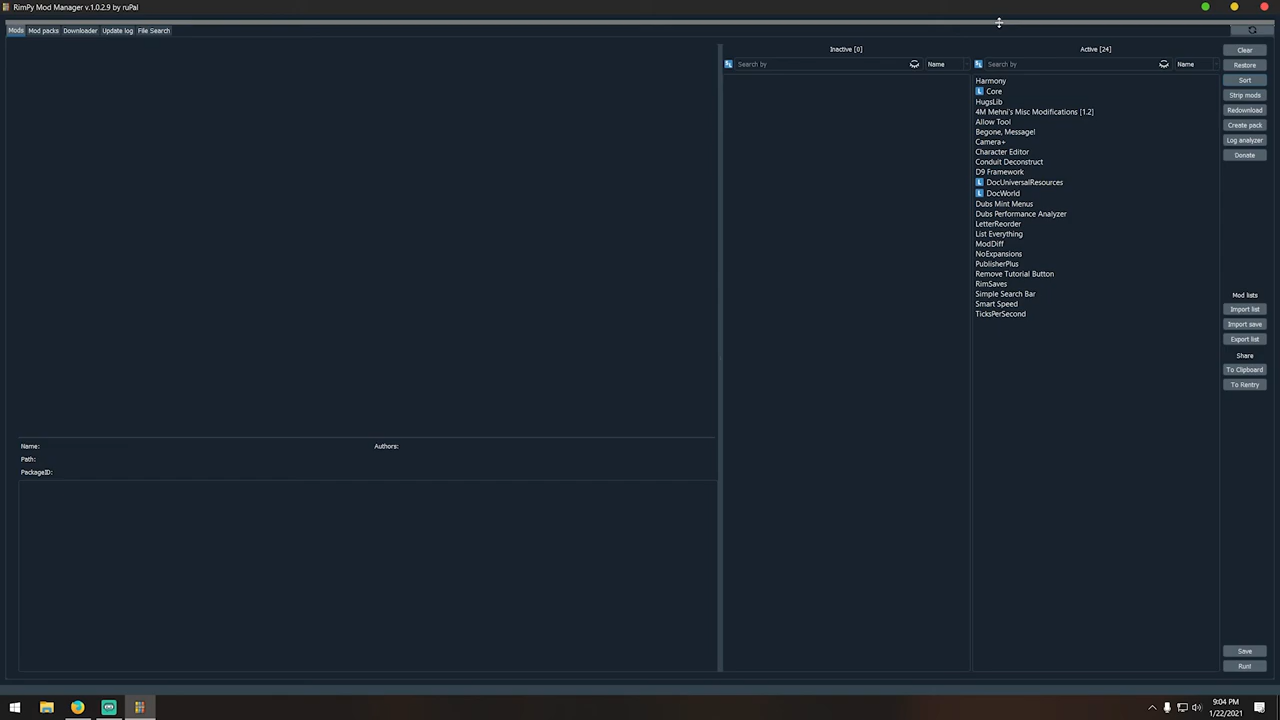 RimPy Mod Manager v.1.0.2.9 by ruPal
Mods
Mod packs
Downloader
Update log
File Search
Inactive [0]
Search by
Name
Active [24]
Search by
Name
Harmony
L Core
HugsLib
4M Mehni's Misc Modifications [1.2]
Allow Tool
Begone, Message!
Camera+
Character Editor
Conduit Deconstruct
D9 Framework
L DocUniversalResources
L DocWorld
Dubs Mint Menus
Dubs Performance Analyzer
LetterReorder
List Everything
ModDiff
NoExpansions
PublisherPlus
Remove Tutorial Button
RimSaves
Simple Search Bar
Smart Speed
TicksPerSecond
Clear
Restore
Sort
Strip mods
Redownload
Create pack
Log analyzer
Donate
Mod lists
Import list
Import save
Export list
Share
To Clipboard
To Rentry
Name:
Authors:
Path:
PackageID:
Save
Run!
9:04 PM
1/22/2021